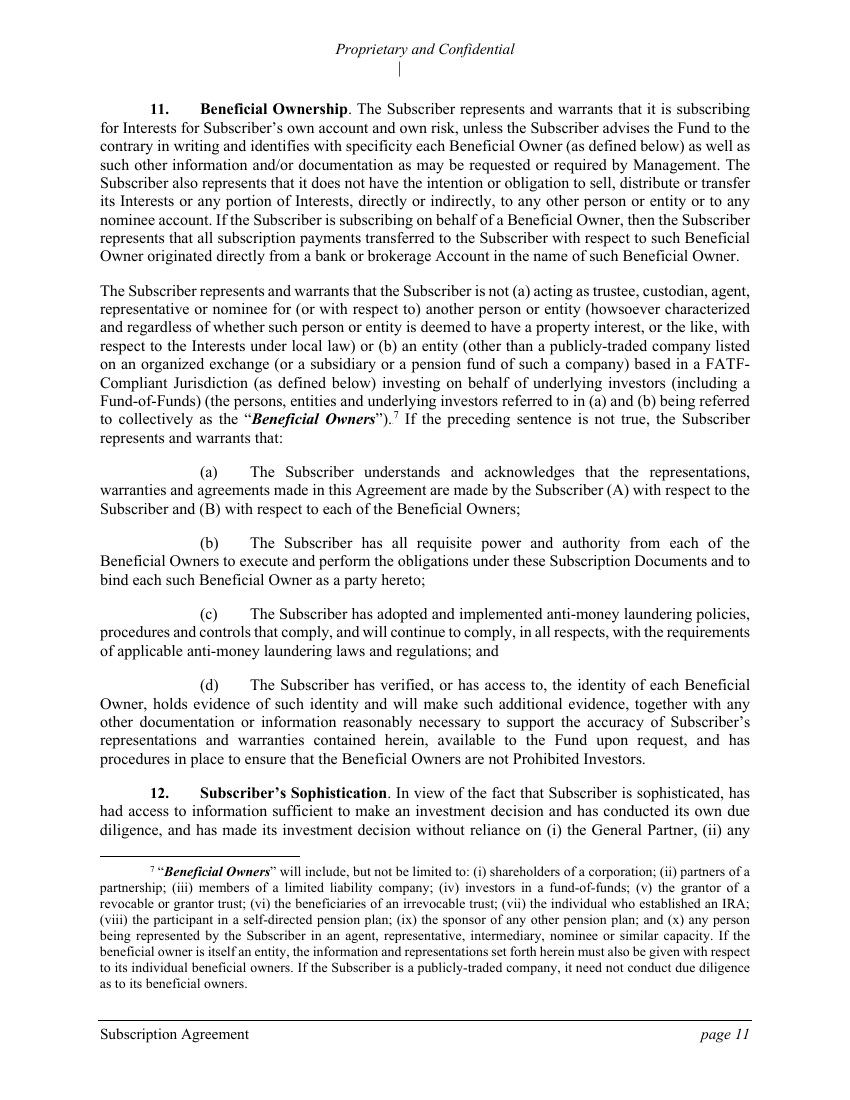 Proprietary and Confidential
|
11. Beneficial Ownership. The Subscriber represents and warrants that it is subscribing
for Interests for Subscriber’s own account and own risk, unless the Subscriber advises the Fund to the
contrary in writing and identifies with specificity each Beneficial Owner (as defined below) as well as
such other information and/or documentation as may be requested or required by Management. The
Subscriber also represents that it does not have the intention or obligation to sell, distribute or transfer
its Interests or any portion of Interests, directly or indirectly, to any other person or entity or to any
nominee account. If the Subscriber is subscribing on behalf of a Beneficial Owner, then the Subscriber
represents that all subscription payments transferred to the Subscriber with respect to such Beneficial
Owner originated directly from a bank or brokerage Account in the name of such Beneficial Owner.
The Subscriber represents and warrants that the Subscriber is not (a) acting as trustee, custodian, agent,
representative or nominee for (or with respect to) another person or entity (howsoever characterized
and regardless of whether such person or entity is deemed to have a property interest, or the like, with
respect to the Interests under local law) or (b) an entity (other than a publicly-traded company listed
on an organized exchange (or a subsidiary or a pension fund of such a company) based in a FATF-
Compliant Jurisdiction (as defined below) investing on behalf of underlying investors (including a
Fund-of-Funds) (the persons, entities and underlying investors referred to in (a) and (b) being referred
to collectively as the “Beneficial Owners”).7 If the preceding sentence is not true, the Subscriber
represents and warrants that:
(a) The Subscriber understands and acknowledges that the representations,
warranties and agreements made in this Agreement are made by the Subscriber (A) with respect to the
Subscriber and (B) with respect to each of the Beneficial Owners;
(b) The Subscriber has all requisite power and authority from each of the
Beneficial Owners to execute and perform the obligations under these Subscription Documents and to
bind each such Beneficial Owner as a party hereto;
(c) The Subscriber has adopted and implemented anti-money laundering policies,
procedures and controls that comply, and will continue to comply, in all respects, with the requirements
of applicable anti-money laundering laws and regulations; and
(d) The Subscriber has verified, or has access to, the identity of each Beneficial
Owner, holds evidence of such identity and will make such additional evidence, together with any
other documentation or information reasonably necessary to support the accuracy of Subscriber’s
representations and warranties contained herein, available to the Fund upon request, and has
procedures in place to ensure that the Beneficial Owners are not Prohibited Investors.
12. Subscriber’s Sophistication. In view of the fact that Subscriber is sophisticated, has
had access to information sufficient to make an investment decision and has conducted its own due
diligence, and has made its investment decision without reliance on (i) the General Partner, (ii) any
7 “Beneficial Owners” will include, but not be limited to: (i) shareholders of a corporation; (ii) partners of a
partnership; (iii) members of a limited liability company; (iv) investors in a fund-of-funds; (v) the grantor of a
revocable or grantor trust; (vi) the beneficiaries of an irrevocable trust; (vii) the individual who established an IRA;
(viii) the participant in a self-directed pension plan; (ix) the sponsor of any other pension plan; and (x) any person
being represented by the Subscriber in an agent, representative, intermediary, nominee or similar capacity. If the
beneficial owner is itself an entity, the information and representations set forth herein must also be given with respect
to its individual beneficial owners. If the Subscriber is a publicly-traded company, it need not conduct due diligence
as to its beneficial owners.
Subscription Agreement page 11